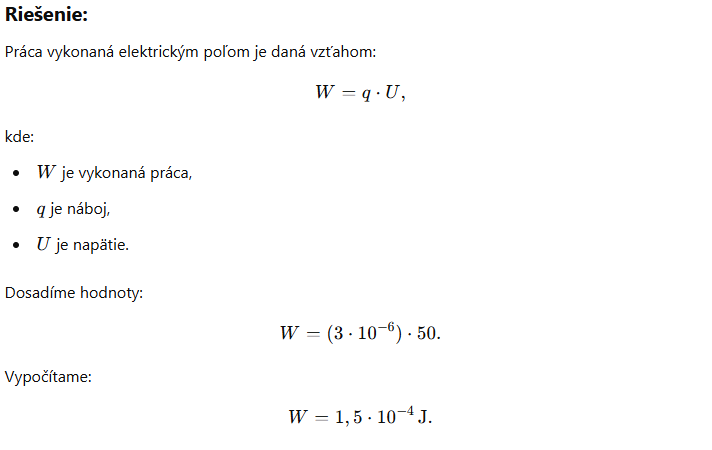 Riešenie:
Práca vykonaná elektrickým poľom je daná vzťahom:
W = q · U,
kde:
• W je vykonaná práca,
• q je náboj,
• U je napätie.
Dosadíme hodnoty:
W = (3 · 10⁻⁶) · 50.
Vypočítame:
W = 1, 5 · 10⁻⁴ J.